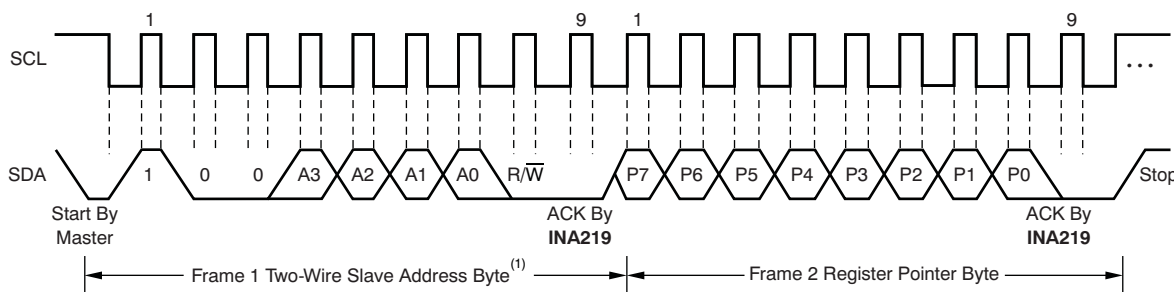 1 9 1 9
SCL ...
SDA 1 0 0 A3 A2 A1 A0 R/W̅ P7 P6 P5 P4 P3 P2 P1 P0 Stop
Start By ACK By ACK By
Master INA219 INA219
Frame 1 Two-Wire Slave Address Byte(1) Frame 2 Register Pointer Byte